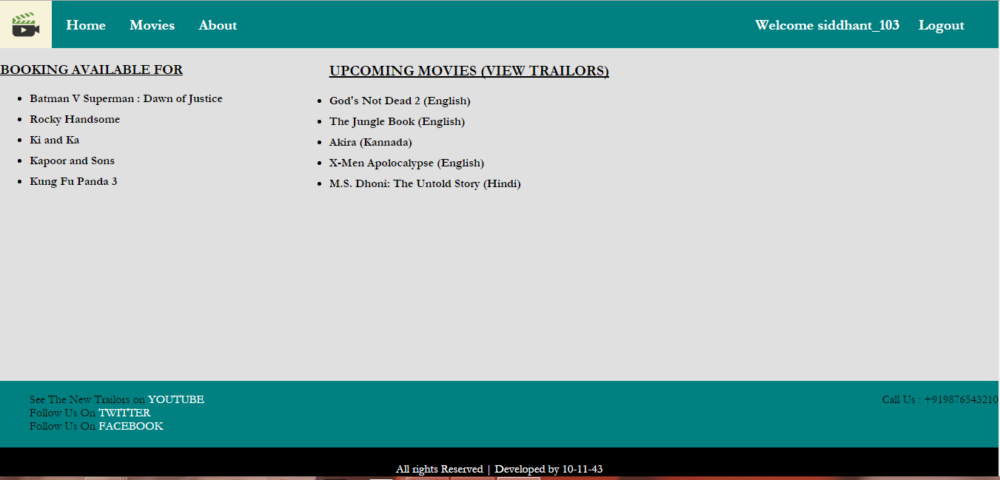 Home Movies About Welcome siddhant_103 Logout
BOOKING AVAILABLE FOR
Batman V Superman : Dawn of Justice
Rocky Handsome
Ki and Ka
Kapoor and Sons
Kung Fu Panda 3
UPCOMING MOVIES (VIEW TRAILORS)
God's Not Dead 2 (English)
The Jungle Book (English)
Akira (Kannada)
X-Men Apolocalypse (English)
M.S. Dhoni: The Untold Story (Hindi)
See The New Trailors on YOUTUBE
Follow Us On TWITTER
Follow Us On FACEBOOK
Call Us : +919876543210
All rights Reserved | Developed by 10-11-43